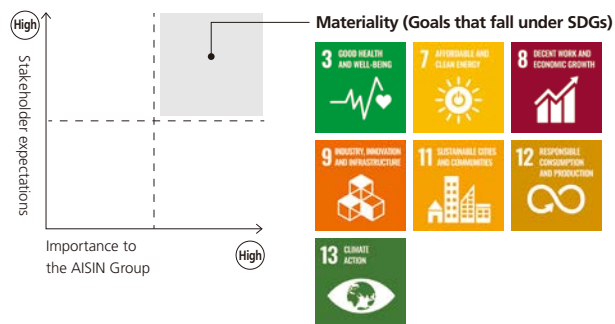 High
Stakeholder expectations
Importance to
the AISIN Group
High
Materiality (Goals that fall under SDGs)
3 GOOD HEALTH
AND WELL-BEING
7 AFFORDABLE AND
CLEAN ENERGY
8 DECENT WORK AND
ECONOMIC GROWTH
9 INDUSTRY, INNOVATION
AND INFRASTRUCTURE
11 SUSTAINABLE CITIES
AND COMMUNITIES
12 RESPONSIBLE
CONSUMPTION
AND PRODUCTION
13 CLIMATE
ACTION